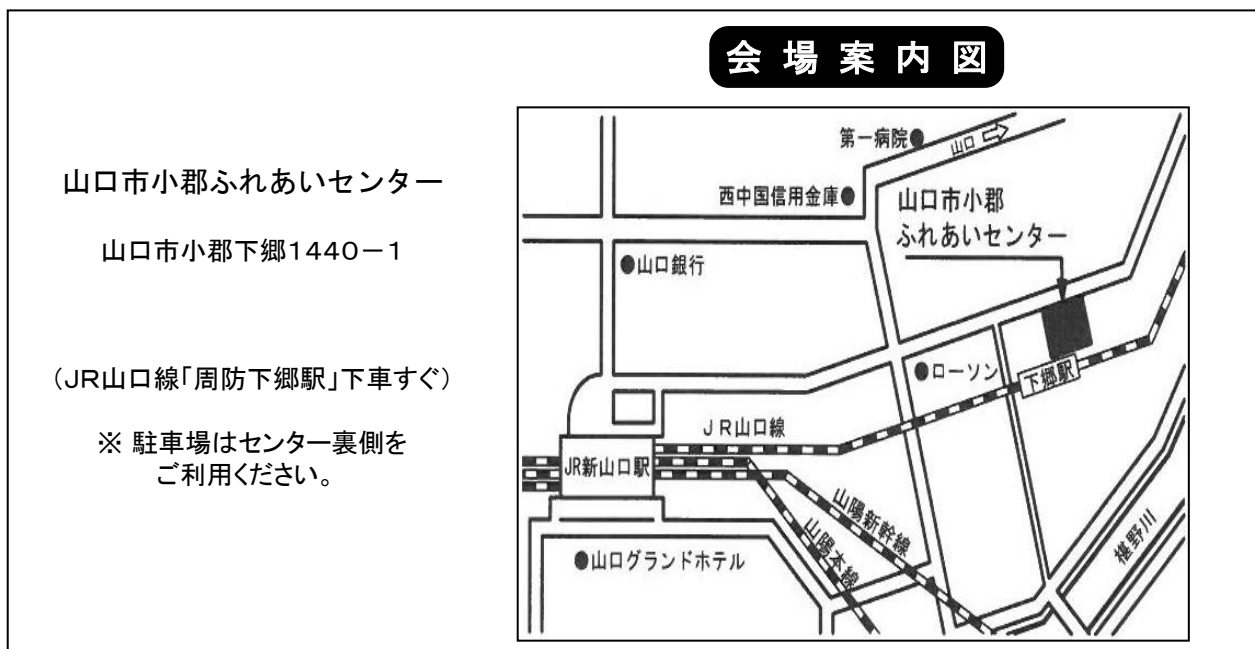 会場案内図
山口市小郡ふれあいセンター
山口市小郡下郷1440－1
（JR山口線「周防下郷駅」下車すぐ）
※ 駐車場はセンター裏側を
ご利用ください。
第一病院
山口
西中国信用金庫
山口市小郡
ふれあいセンター
山口銀行
ローソン
下郷駅
JR山口線
JR新山口駅
山陽新幹線
山陽本線
山口グランドホテル
椹野川